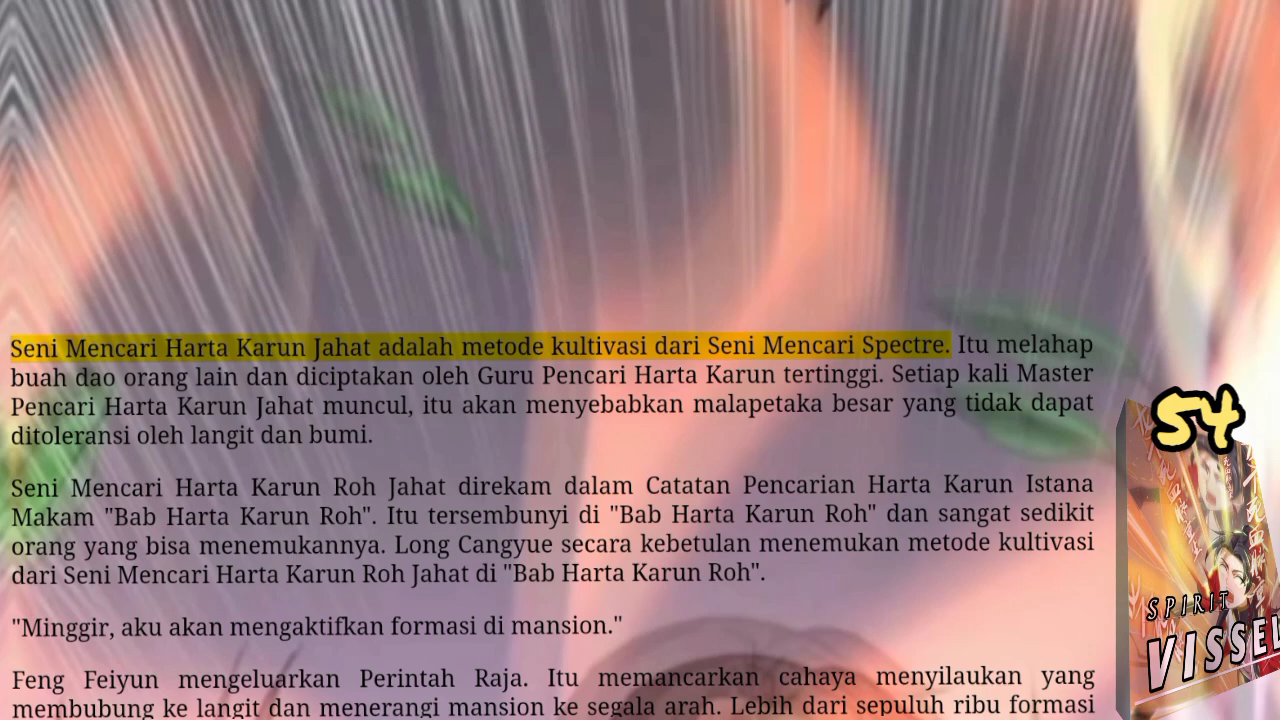 Seni Mencari Harta Karun Jahat adalah metode kultivasi dari Seni Mencari Spectre. Itu melahap
buah dao orang lain dan diciptakan oleh Guru Pencari Harta Karun tertinggi. Setiap kali Master
Pencari Harta Karun Jahat muncul, itu akan menyebabkan malapetaka besar yang tidak dapat
ditoleransi oleh langit dan bumi.
Seni Mencari Harta Karun Roh Jahat direkam dalam Catatan Pencarian Harta Karun Istana
Makam "Bab Harta Karun Roh". Itu tersembunyi di "Bab Harta Karun Roh" dan sangat sedikit
orang yang bisa menemukannya. Long Cangyue secara kebetulan menemukan metode kultivasi
dari Seni Mencari Harta Karun Roh Jahat di "Bab Harta Karun Roh".
"Minggir, aku akan mengaktifkan formasi di mansion."
Feng Feiyun mengeluarkan Perintah Raja. Itu memancarkan cahaya menyilaukan yang
membubung ke langit dan menerangi mansion ke segala arah. Lebih dari sepuluh ribu formasi
54
SPIRIT
VISSEL